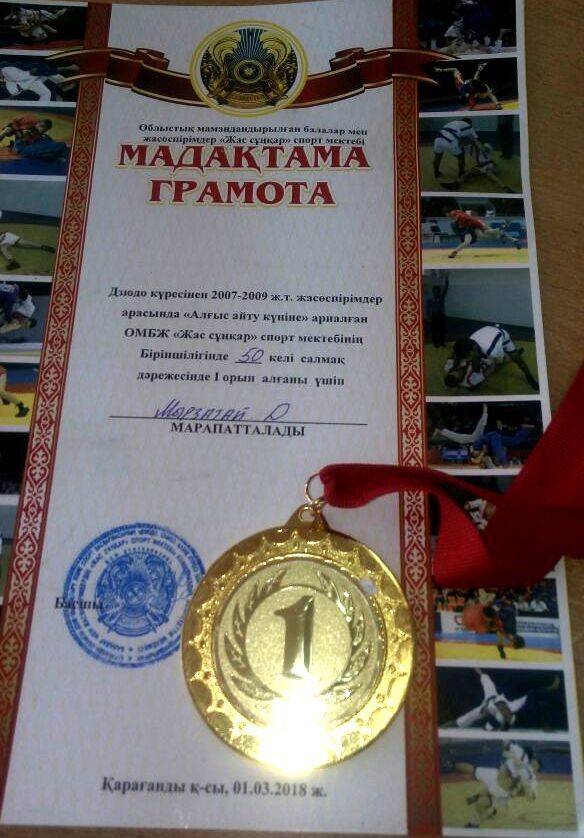 Облыстық мамандандырылған балалар мен
жасөспірімдер «Жас сұңқар» спорт мектебі
МАДАҚТАМА
ГРАМОТА
Дзюдо күресінен 2007-2009 ж.т. жасөспірімдер
арасында «Алғыс айту күніне» арналған
ОМБЖ «Жас сұңқар» спорт мектебінің
Біріншілігінде 50 келі салмақ
дәрежесінде І орын алғаны үшін
Мырзатай Д
МАРАПАТТАЛАДЫ
Басшы
1
Қарағанды қ-сы, 01.03.2018 ж.